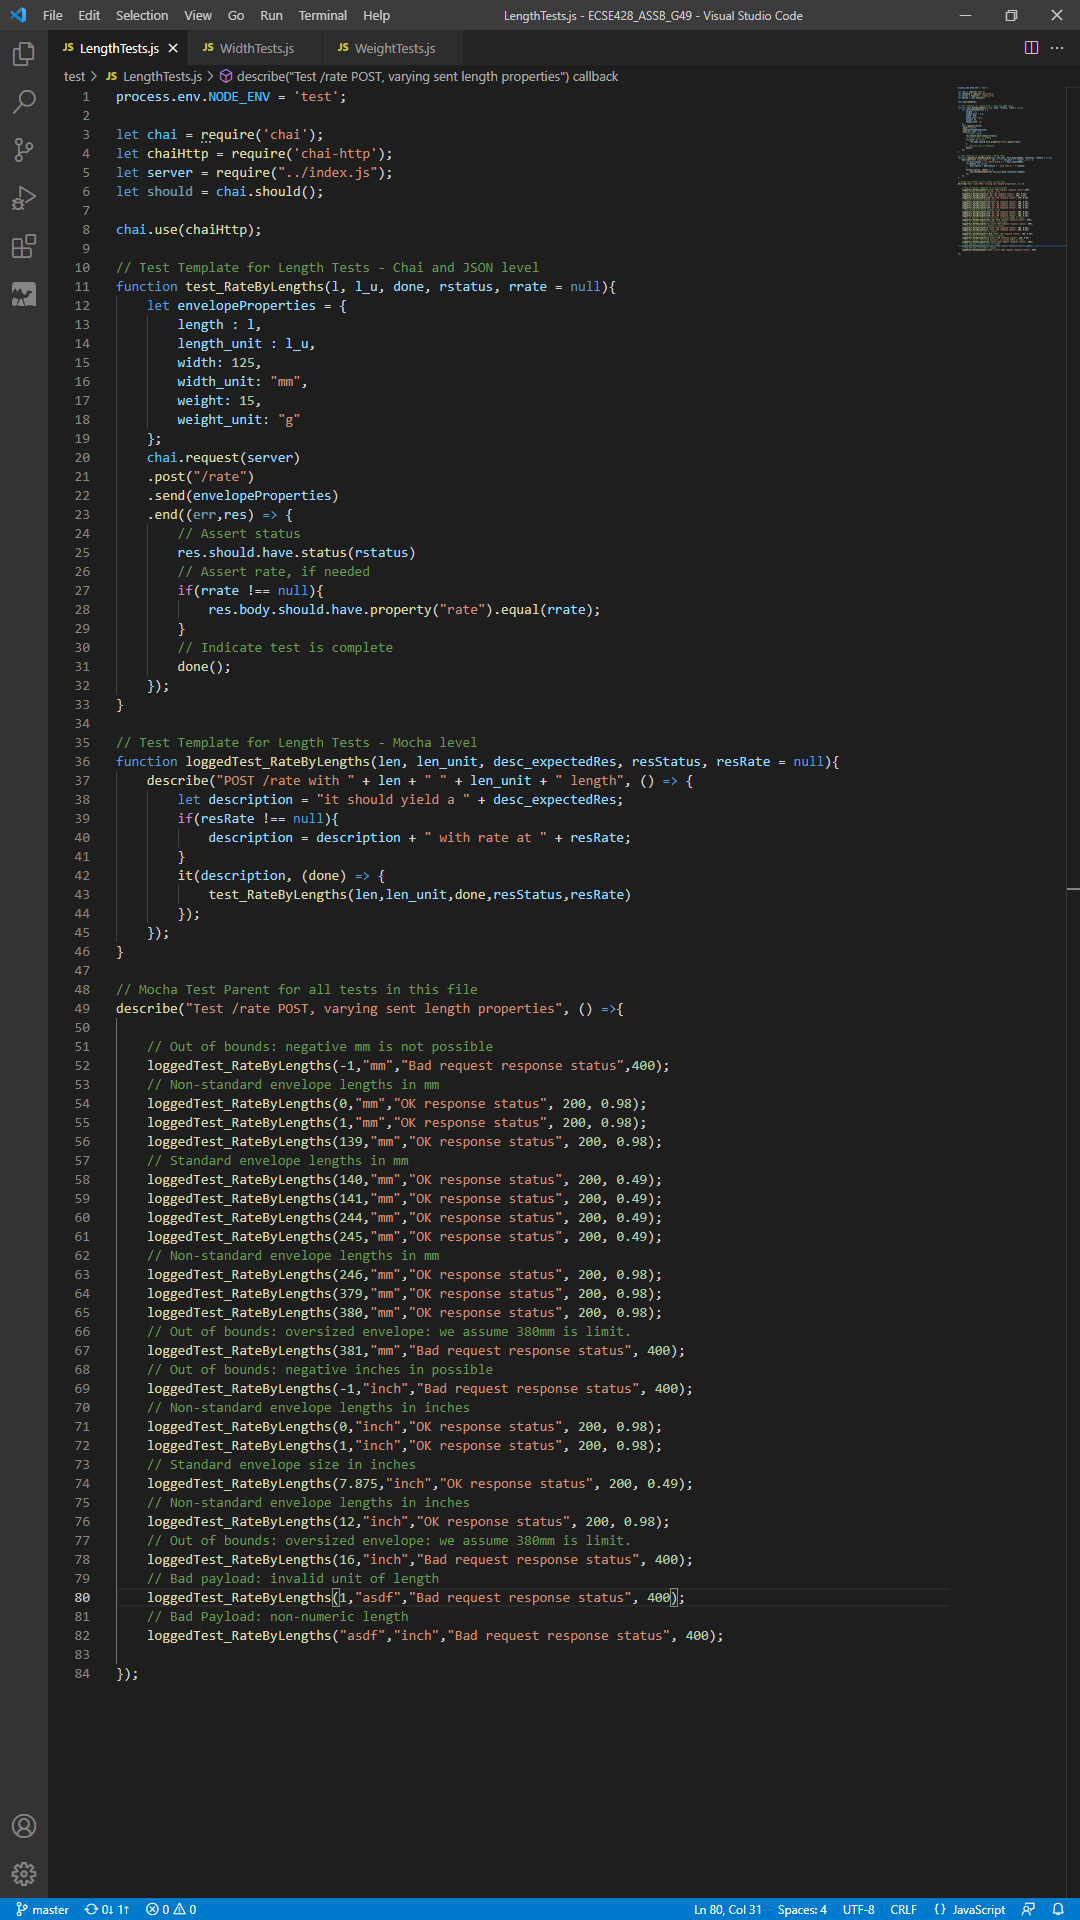 File Edit Selection View Go Run Terminal Help LengthTests.js - ECSE428_ASSB_G49 - Visual Studio Code
JS LengthTests.js JS WidthTests.js JS WeightTests.js
test > JS LengthTests.js > describe("Test /rate POST, varying sent length properties") callback
1 process.env.NODE_ENV = 'test';
2
3 let chai = require('chai');
4 let chaiHttp = require('chai-http');
5 let server = require("../index.js");
6 let should = chai.should();
7
8 chai.use(chaiHttp);
9
10 // Test Template for Length Tests - Chai and JSON level
11 function test_RateByLengths(l, l_u, done, rstatus, rrate = null){
12 let envelopeProperties = {
13 length : l,
14 length_unit : l_u,
15 width: 125,
16 width_unit: "mm",
17 weight: 15,
18 weight_unit: "g"
19 };
20 chai.request(server)
21 .post("/rate")
22 .send(envelopeProperties)
23 .end((err,res) => {
24 // Assert status
25 res.should.have.status(rstatus)
26 // Assert rate, if needed
27 if(rrate !== null){
28 res.body.should.have.property("rate").equal(rrate);
29 }
30 // Indicate test is complete
31 done();
32 });
33 }
34
35 // Test Template for Length Tests - Mocha level
36 function loggedTest_RateByLengths(len, len_unit, desc_expectedRes, resStatus, resRate = null){
37 describe("POST /rate with " + len + " " + len_unit + " length", () => {
38 let description = "it should yield a " + desc_expectedRes;
39 if(resRate !== null){
40 description = description + " with rate at " + resRate;
41 }
42 it(description, (done) => {
43 test_RateByLengths(len,len_unit,done,resStatus,resRate)
44 });
45 });
46 }
47
48 // Mocha Test Parent for all tests in this file
49 describe("Test /rate POST, varying sent length properties", () =>{
50
51 // Out of bounds: negative mm is not possible
52 loggedTest_RateByLengths(-1,"mm","Bad request response status",400);
53 // Non-standard envelope lengths in mm
54 loggedTest_RateByLengths(0,"mm","OK response status", 200, 0.98);
55 loggedTest_RateByLengths(1,"mm","OK response status", 200, 0.98);
56 loggedTest_RateByLengths(139,"mm","OK response status", 200, 0.98);
57 // Standard envelope lengths in mm
58 loggedTest_RateByLengths(140,"mm","OK response status", 200, 0.49);
59 loggedTest_RateByLengths(141,"mm","OK response status", 200, 0.49);
60 loggedTest_RateByLengths(244,"mm","OK response status", 200, 0.49);
61 loggedTest_RateByLengths(245,"mm","OK response status", 200, 0.49);
62 // Non-standard envelope lengths in mm
63 loggedTest_RateByLengths(246,"mm","OK response status", 200, 0.98);
64 loggedTest_RateByLengths(379,"mm","OK response status", 200, 0.98);
65 loggedTest_RateByLengths(380,"mm","OK response status", 200, 0.98);
66 // Out of bounds: oversized envelope: we assume 380mm is limit.
67 loggedTest_RateByLengths(381,"mm","Bad request response status", 400);
68 // Out of bounds: negative inches in possible
69 loggedTest_RateByLengths(-1,"inch","Bad request response status", 400);
70 // Non-standard envelope lengths in inches
71 loggedTest_RateByLengths(0,"inch","OK response status", 200, 0.98);
72 loggedTest_RateByLengths(1,"inch","OK response status", 200, 0.98);
73 // Standard envelope size in inches
74 loggedTest_RateByLengths(7.875,"inch","OK response status", 200, 0.49);
75 // Non-standard envelope lengths in inches
76 loggedTest_RateByLengths(12,"inch","OK response status", 200, 0.98);
77 // Out of bounds: oversized envelope: we assume 380mm is limit.
78 loggedTest_RateByLengths(16,"inch","Bad request response status", 400);
79 // Bad payload: invalid unit of length
80 loggedTest_RateByLengths(1,"asdf","Bad request response status", 400);
81 // Bad Payload: non-numeric length
82 loggedTest_RateByLengths("asdf","inch","Bad request response status", 400);
83
84 });
master 0↓ 1↑ 0 0 Ln 80, Col 31 Spaces: 4 UTF-8 CRLF {} JavaScript